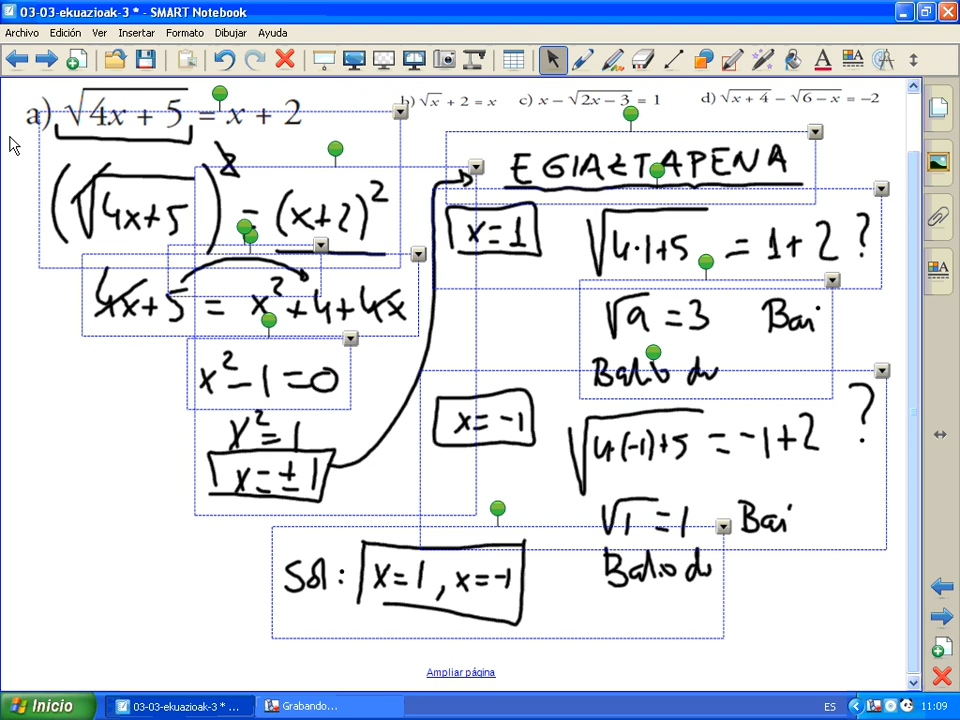 03-03-ekuazioak-3 * - SMART Notebook
Archivo Edición Ver Insertar Formato Dibujar Ayuda
a) √4x + 5 = x + 2
b) √x + 2 = x c) x − √2x − 3 = 1 d) √x + 4 − √6 − x = −2
(√4x+5)² = (x+2)²
4x+5 = x²+4+4x
x²-1=0
x²=1
x=±1
EGIAZTAPENA
x=1
√4·1+5 = 1+2 ?
√9 =3 Bai
Balio du
x=-1
√4(-1)+5 = -1+2 ?
√1 =1 Bai
Balio du
Sol: x=1, x=-1
Ampliar página
Inicio 03-03-ekuazioak-3 * ... Grabando... ES 11:09